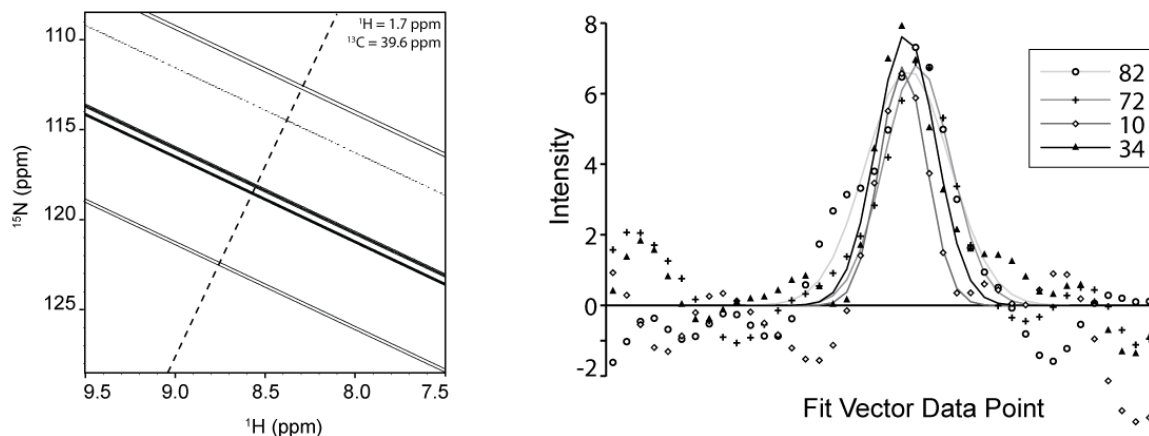 ¹H = 1.7 ppm
¹³C = 39.6 ppm
110
115
120
125
¹⁵N (ppm)
9.5 9.0 8.5 8.0 7.5
¹H (ppm)
8
6
4
2
0
-2
Intensity
Fit Vector Data Point
82
72
10
34